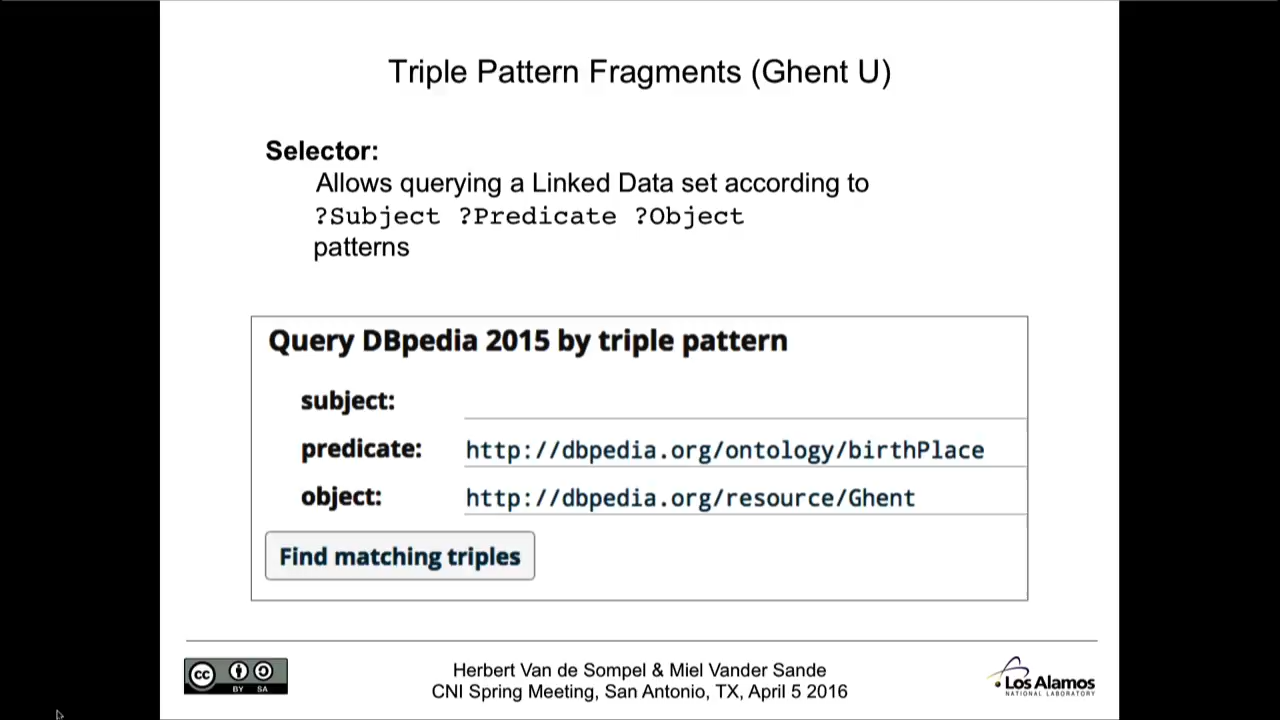 Triple Pattern Fragments (Ghent U)
Selector:
Allows querying a Linked Data set according to
?Subject ?Predicate ?Object
patterns
Query DBpedia 2015 by triple pattern
subject:
predicate: http://dbpedia.org/ontology/birthPlace
object: http://dbpedia.org/resource/Ghent
Find matching triples
cc BY SA
Herbert Van de Sompel & Miel Vander Sande
CNI Spring Meeting, San Antonio, TX, April 5 2016
Los Alamos
NATIONAL LABORATORY